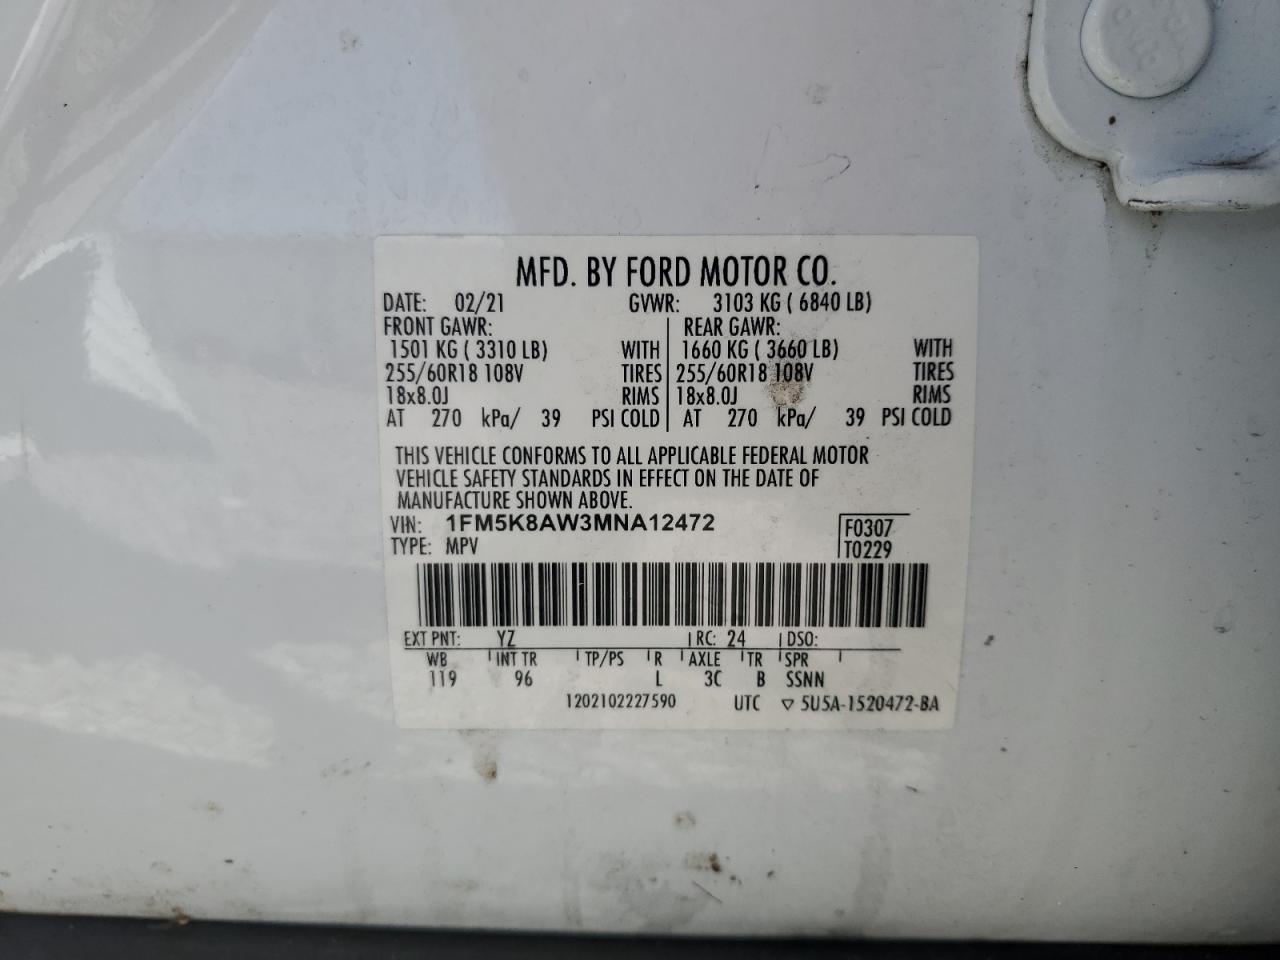 MFD. BY FORD MOTOR CO.
DATE: 02/21 GVWR: 3103 KG ( 6840 LB)
FRONT GAWR: REAR GAWR:
1501 KG ( 3310 LB) WITH 1660 KG ( 3660 LB) WITH
255/60R18 108V TIRES 255/60R18 108V TIRES
18x8.0J RIMS 18x8.0J RIMS
AT 270 kPa/ 39 PSI COLD AT 270 kPa/ 39 PSI COLD
THIS VEHICLE CONFORMS TO ALL APPLICABLE FEDERAL MOTOR
VEHICLE SAFETY STANDARDS IN EFFECT ON THE DATE OF
MANUFACTURE SHOWN ABOVE.
VIN: 1FM5K8AW3MNA12472 F0307
TYPE: MPV T0229
EXT PNT: YZ RC: 24 DSO:
WB INT TR TP/PS R AXLE TR SPR
119 96 L 3C B SSNN
1202102227590 UTC ▽ 5U5A-1520472-BA